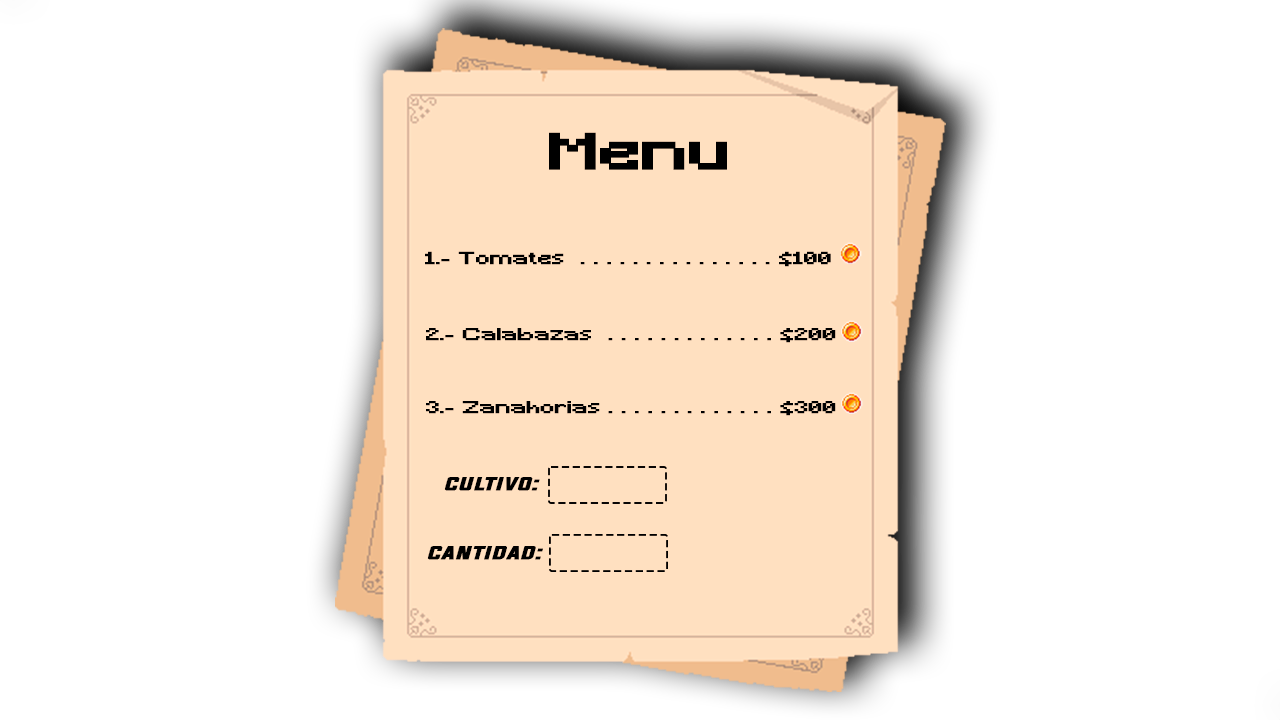 Menu
1.- Tomates ............... $100
2.- Calabazas ............. $200
3.- Zanahorias ............. $300
CULTIVO:
CANTIDAD: